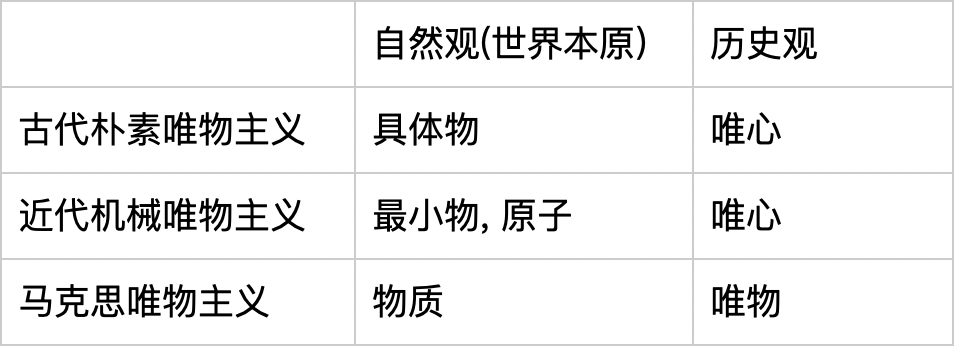 自然观(世界本原) 历史观
古代朴素唯物主义 具体物 唯心
近代机械唯物主义 最小物, 原子 唯心
马克思唯物主义 物质 唯物